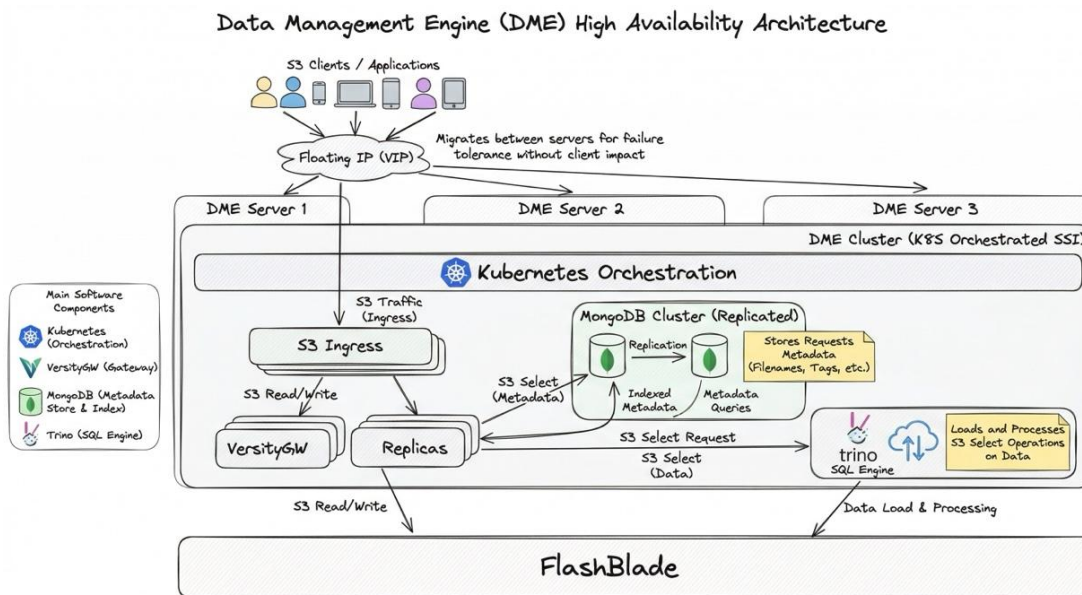 Data Management Engine (DME) High Availability Architecture
S3 Clients / Applications
Floating IP (VIP)
Migrates between servers for failure
tolerance without client impact
DME Server 1
DME Server 2
DME Server 3
DME Cluster (K8S Orchestrated SSI)
Kubernetes Orchestration
Main Software
Components
Kubernetes
(Orchestration)
VersityGW (Gateway)
MongoDB (Metadata
Store & Index)
Trino (SQL Engine)
S3 Traffic
(Ingress)
S3 Ingress
MongoDB Cluster (Replicated)
Replication
Stores Requests
Metadata
(Filenames, Tags, etc.)
S3 Select
(Metadata)
Indexed
Metadata
Metadata
Queries
S3 Read/Write
VersityGW
Replicas
S3 Select Request
S3 Select
(Data)
trino
SQL Engine
Loads and Processes
S3 Select Operations
on Data
S3 Read/Write
Data Load & Processing
FlashBlade